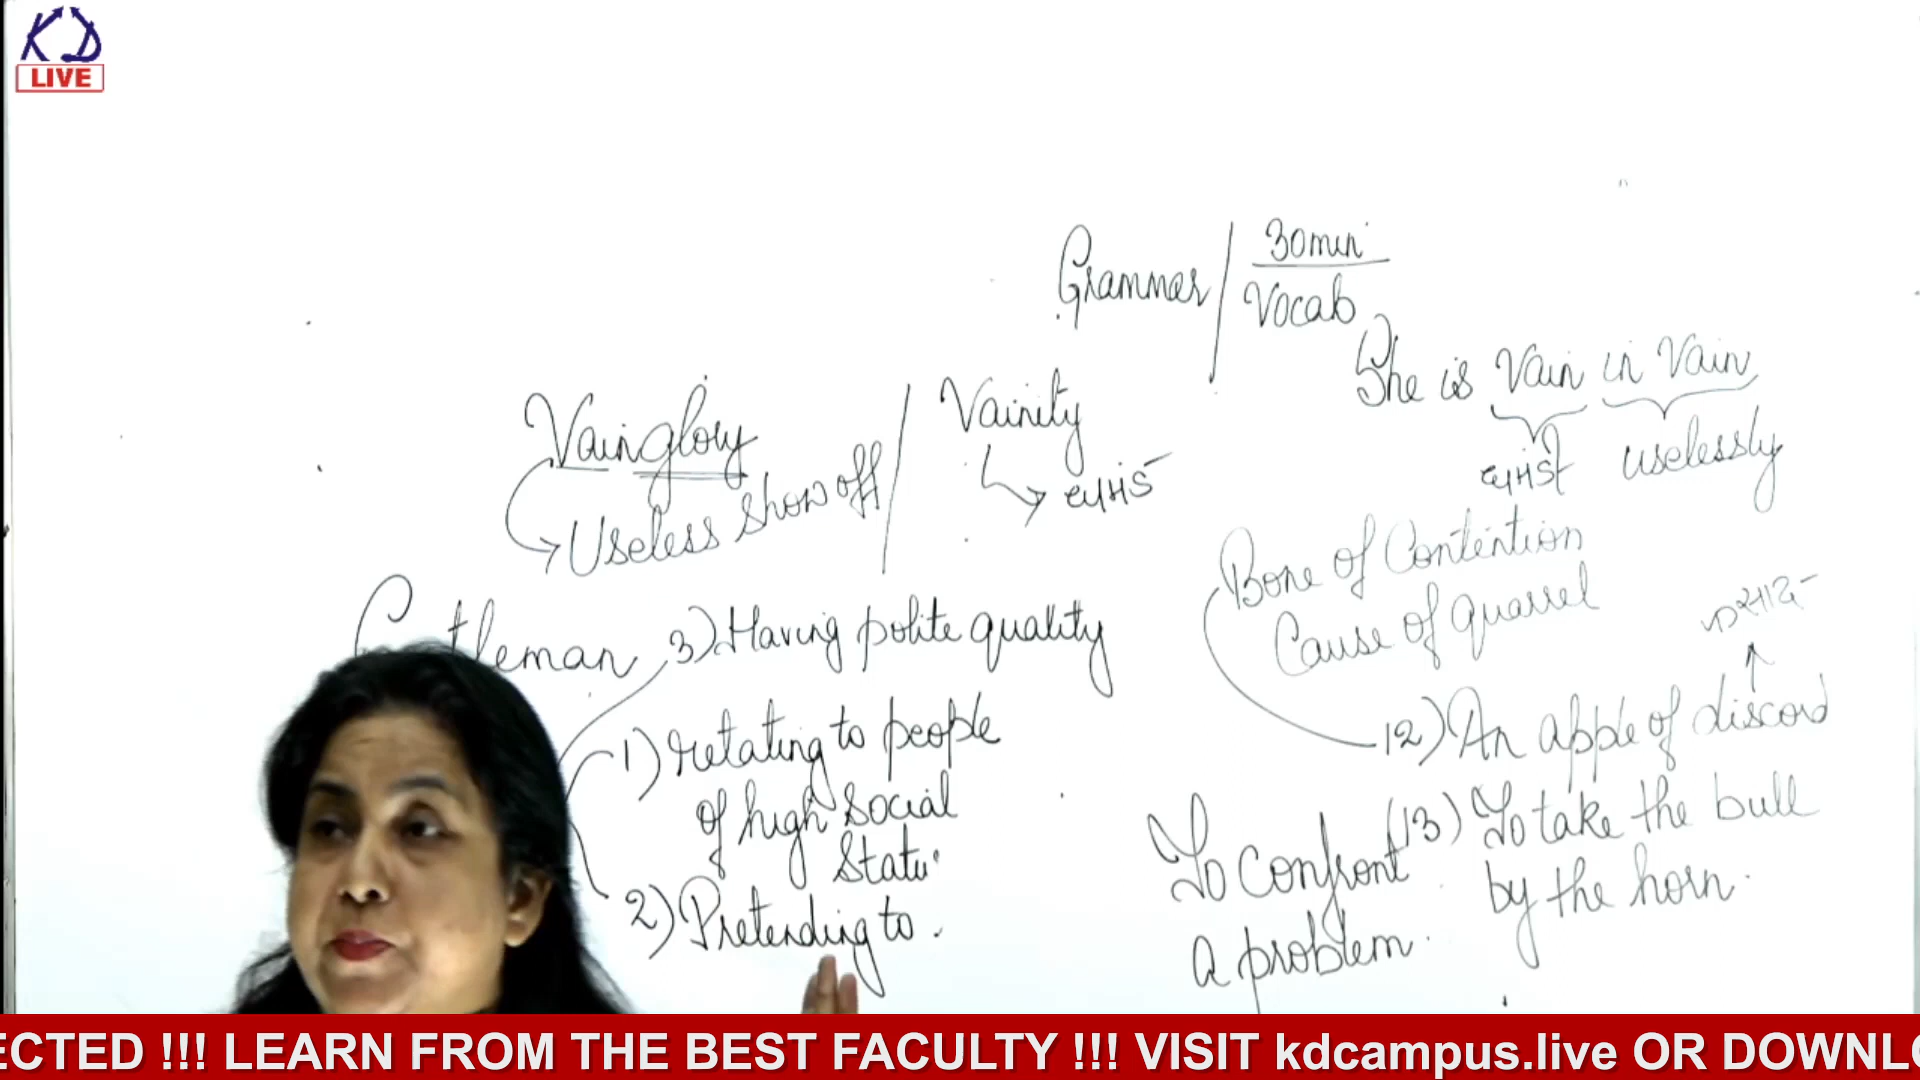 KD
LIVE
Grammar / 30min
Vocab
She is Vain in Vain
घमंडी uselessly
Vainglory / Vainity
Useless show off
घमंड
Bone of Contention
Cause of quarrel
Gentleman
3) Having polite quality
1) retating to people
of high social
Statu
2) Pretending to
12) An apple of discord
13) To take the bull
by the horn
To confront
a problem
ECTED !!! LEARN FROM THE BEST FACULTY !!! VISIT kdcampus.live OR DOWNLO